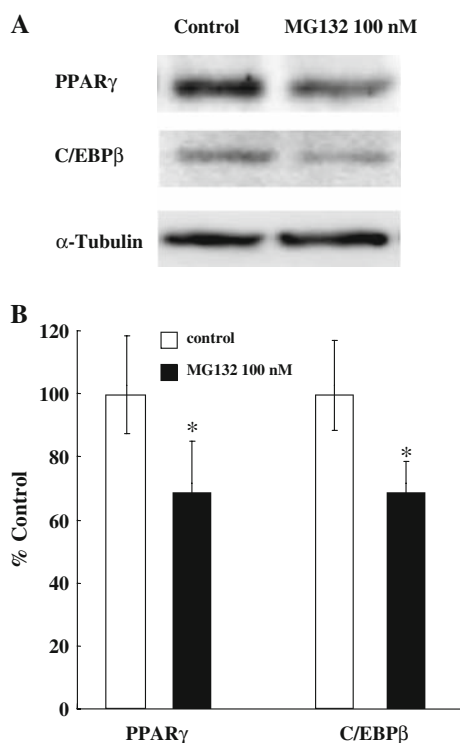 A
Control MG132 100 nM
PPARγ
C/EBPβ
α-Tubulin
B
120
100
80
60
40
20
0
% Control
control
MG132 100 nM
*
*
PPARγ C/EBPβ